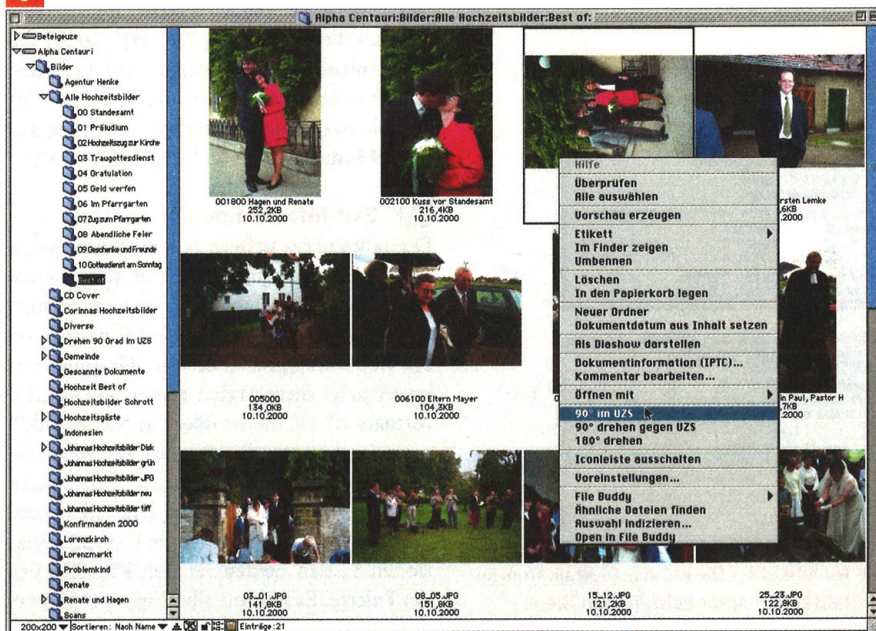 Alpha Centauri:Bilder:Alle Hochzeitsbilder:Best of:
Beteigeuze
Alpha Centauri
Bilder
Agentur Henke
Alle Hochzeitsbilder
00 Standesamt
01 Präludium
02 Hochzeitszug zur Kirche
03 Traugottesdienst
04 Gratulation
05 Geld werfen
06 Im Pfarrgarten
07 Zug zum Pfarrgarten
08 Abendliche Feier
09 Geschenke und Freunde
10 Gottesdienst am Sonntag
CD Cover
Corinnas Hochzeitsbilder
Diverse
Drehen 90 Grad im UZS
Gemeinde
Gescannte Dokumente
Hochzeit Best of
Hochzeitsbilder Schrott
Hochzeitsgäste
Indonesien
Johannas Hochzeitsbilder Disk
Johannas Hochzeitsbilder grün
Johannas Hochzeitsbilder JPG
Johannas Hochzeitsbilder neu
Johannas Hochzeitsbilder tiff
Konfirmanden 2000
Lorenzkirch
Lorenzmarkt
Problemkind
Renate
Renate und Hagen
Scans
001800 Hagen und Renate
252,2KB
10.10.2000
002100 Kuss vor Standesamt
216,4KB
10.10.2000
rsten Lemke
,6KB
.2000
005000
134,0KB
10.10.2000
006100 Eltern Mayer
104,3KB
10.10.2000
in Paul, Pastor H
7KB
.2000
03_01.JPG
141,8KB
10.10.2000
08_05.JPG
151,8KB
10.10.2000
15_12.JPG
121,2KB
10.10.2000
25_23.JPG
122,8KB
10.10.2000
Hilfe
Überprüfen
Alle auswählen
Vorschau erzeugen
Etikett
Im Finder zeigen
Umbennen
Löschen
In den Papierkorb legen
Neuer Ordner
Dokumentdatum aus Inhalt setzen
Als Diashow darstellen
Dokumentinformation (IPTC)...
Kommentar bearbeiten...
Öffnen mit
90° im UZS
90° drehen gegen UZS
180° drehen
Iconleiste ausschalten
Voreinstellungen...
File Buddy
Ähnliche Dateien finden
Auswahl indizieren...
Open in File Buddy
200x200 Sortieren: Nach Name Einträge:21